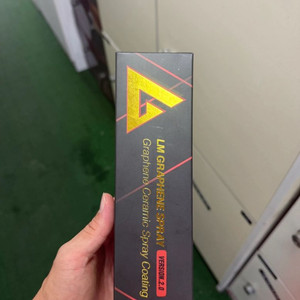 LM GRAPHENE SPRAY
VERSION.2.0
Graphene Ceramic Spray Coating